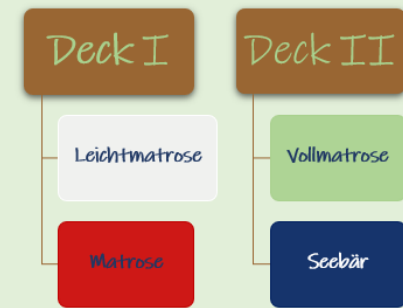 Deck I
Leichtmatrose
Matrose
Deck II
Vollmatrose
Seebär